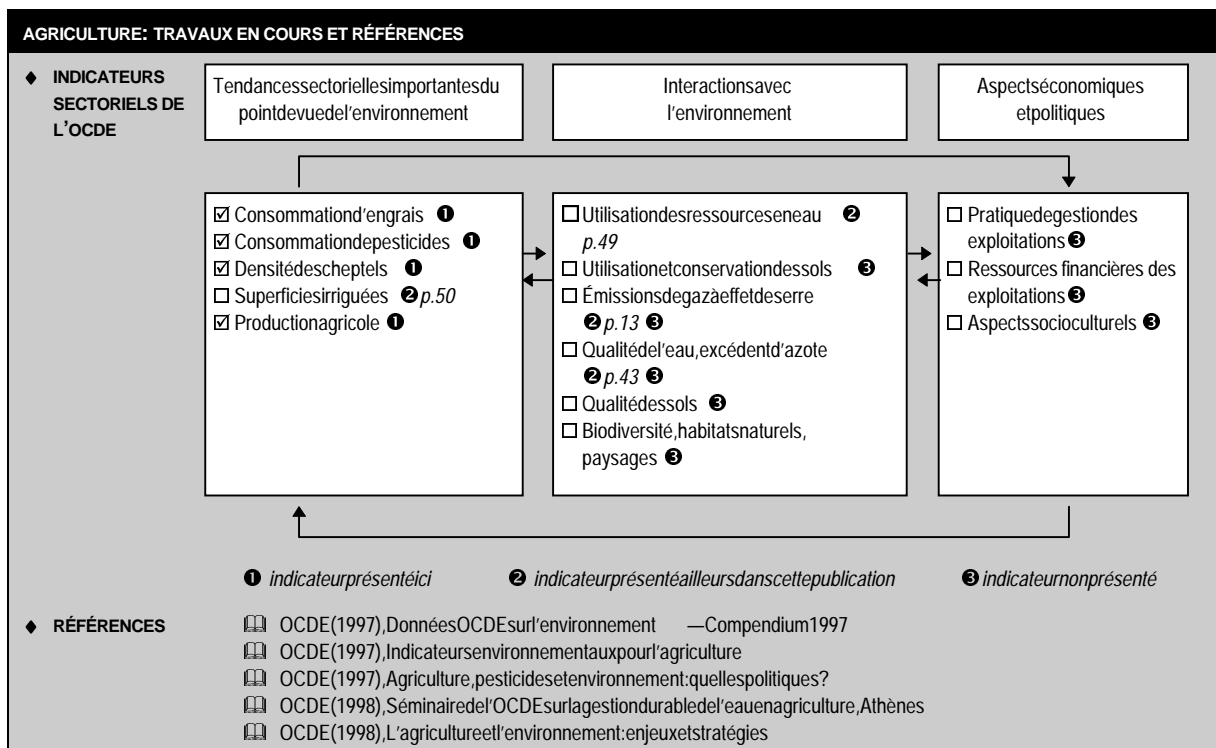 AGRICULTURE: TRAVAUX EN COURS ET RÉFÉRENCES
♦ INDICATEURS
SECTORIELS DE
L'OCDE
Tendancessectoriellesimportantesdu
pointdevuedel'environnement
Interactionsavec
l'environnement
Aspectséconomiques
etpolitiques
☑ Consommationd'engrais ❶
☑ Consommationdepesticides ❶
☑ Densitédescheptels ❶
☐ Superficiesirriguées ❷ p.50
☑ Productionagricole ❶
☐ Utilisationdesressourceseneau ❷
p.49
☐ Utilisationetconservationdessols ❸
☐ Émissionsdegazàeffetdeserre
❷ p.13 ❸
☐ Qualitédel'eau,excédentd'azote
❷ p.43 ❸
☐ Qualitédessols ❸
☐ Biodiversité,habitatsnaturels,
paysages ❸
☐ Pratiquedegestiondes
exploitations ❸
☐ Ressources financières des
exploitations ❸
☐ Aspectssocioculturels ❸
❶ indicateurprésentéici ❷ indicateurprésentéailleursdanscettepublication ❸ indicateurnonprésenté
♦ RÉFÉRENCES
OCDE(1997),DonnéesOCDEsurl'environnement —Compendium1997
OCDE(1997),Indicateursenvironnementauxpourl'agriculture
OCDE(1997),Agriculture,pesticidesetenvironnement:quellespolitiques?
OCDE(1998),Séminairedel'OCDEsurlagestiondurabledel'eauenagriculture,Athènes
OCDE(1998),L'agricultureetl'environnement:enjeuxetstratégies